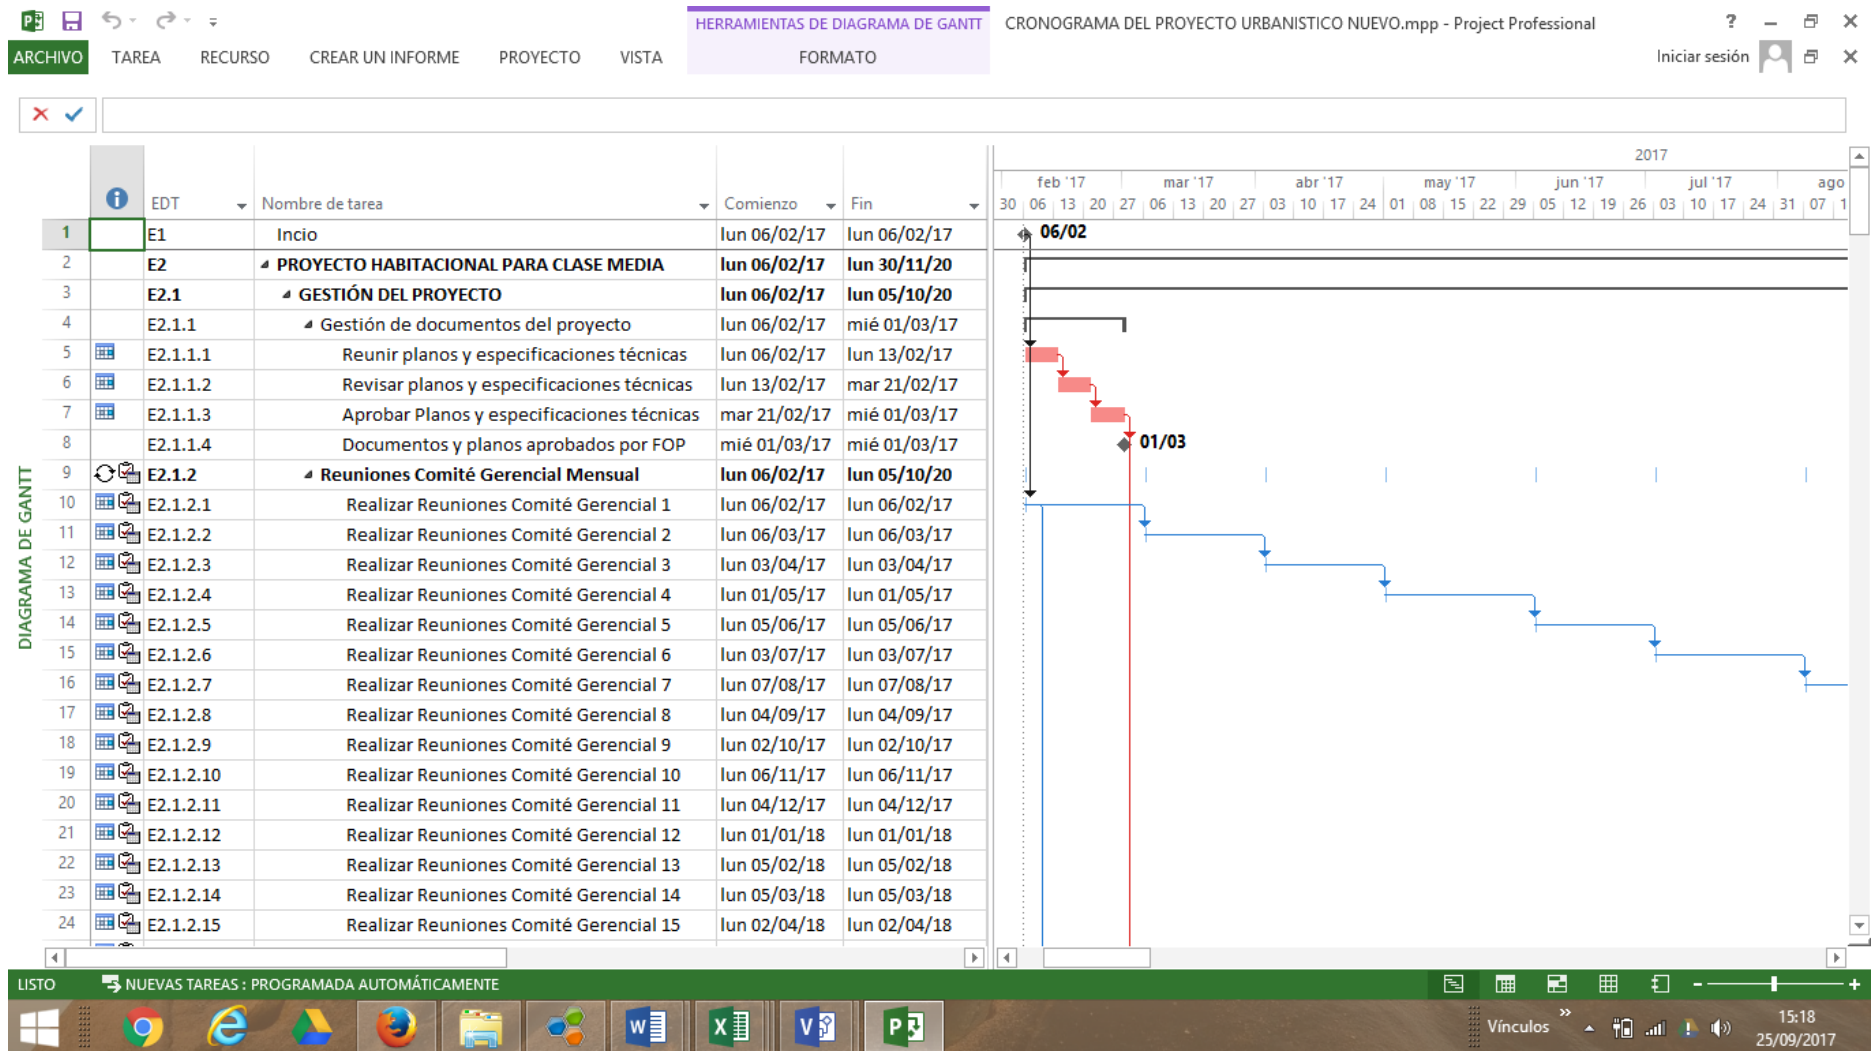 HERRAMIENTAS DE DIAGRAMA DE GANTT CRONOGRAMA DEL PROYECTO URBANISTICO NUEVO.mpp - Project Professional ?
ARCHIVO TAREA RECURSO CREAR UN INFORME PROYECTO VISTA FORMATO Iniciar sesión
2017
feb '17 mar '17 abr '17 may '17 jun '17 jul '17 ago
EDT Nombre de tarea Comienzo Fin 30 06 13 20 27 06 13 20 27 03 10 17 24 01 08 15 22 29 05 12 19 26 03 10 17 24 31 07 1
1 E1 Incio lun 06/02/17 lun 06/02/17 06/02
2 E2 PROYECTO HABITACIONAL PARA CLASE MEDIA lun 06/02/17 lun 30/11/20
3 E2.1 GESTIÓN DEL PROYECTO lun 06/02/17 lun 05/10/20
4 E2.1.1 Gestión de documentos del proyecto lun 06/02/17 mié 01/03/17
5 E2.1.1.1 Reunir planos y especificaciones técnicas lun 06/02/17 lun 13/02/17
6 E2.1.1.2 Revisar planos y especificaciones técnicas lun 13/02/17 mar 21/02/17
7 E2.1.1.3 Aprobar Planos y especificaciones técnicas mar 21/02/17 mié 01/03/17
8 E2.1.1.4 Documentos y planos aprobados por FOP mié 01/03/17 mié 01/03/17 01/03
9 E2.1.2 Reuniones Comité Gerencial Mensual lun 06/02/17 lun 05/10/20
10 E2.1.2.1 Realizar Reuniones Comité Gerencial 1 lun 06/02/17 lun 06/02/17
11 E2.1.2.2 Realizar Reuniones Comité Gerencial 2 lun 06/03/17 lun 06/03/17
12 E2.1.2.3 Realizar Reuniones Comité Gerencial 3 lun 03/04/17 lun 03/04/17
13 E2.1.2.4 Realizar Reuniones Comité Gerencial 4 lun 01/05/17 lun 01/05/17
14 E2.1.2.5 Realizar Reuniones Comité Gerencial 5 lun 05/06/17 lun 05/06/17
15 E2.1.2.6 Realizar Reuniones Comité Gerencial 6 lun 03/07/17 lun 03/07/17
16 E2.1.2.7 Realizar Reuniones Comité Gerencial 7 lun 07/08/17 lun 07/08/17
17 E2.1.2.8 Realizar Reuniones Comité Gerencial 8 lun 04/09/17 lun 04/09/17
18 E2.1.2.9 Realizar Reuniones Comité Gerencial 9 lun 02/10/17 lun 02/10/17
19 E2.1.2.10 Realizar Reuniones Comité Gerencial 10 lun 06/11/17 lun 06/11/17
20 E2.1.2.11 Realizar Reuniones Comité Gerencial 11 lun 04/12/17 lun 04/12/17
21 E2.1.2.12 Realizar Reuniones Comité Gerencial 12 lun 01/01/18 lun 01/01/18
22 E2.1.2.13 Realizar Reuniones Comité Gerencial 13 lun 05/02/18 lun 05/02/18
23 E2.1.2.14 Realizar Reuniones Comité Gerencial 14 lun 05/03/18 lun 05/03/18
24 E2.1.2.15 Realizar Reuniones Comité Gerencial 15 lun 02/04/18 lun 02/04/18
DIAGRAMA DE GANTT
LISTO NUEVAS TAREAS : PROGRAMADA AUTOMÁTICAMENTE
Vínculos 15:18
25/09/2017